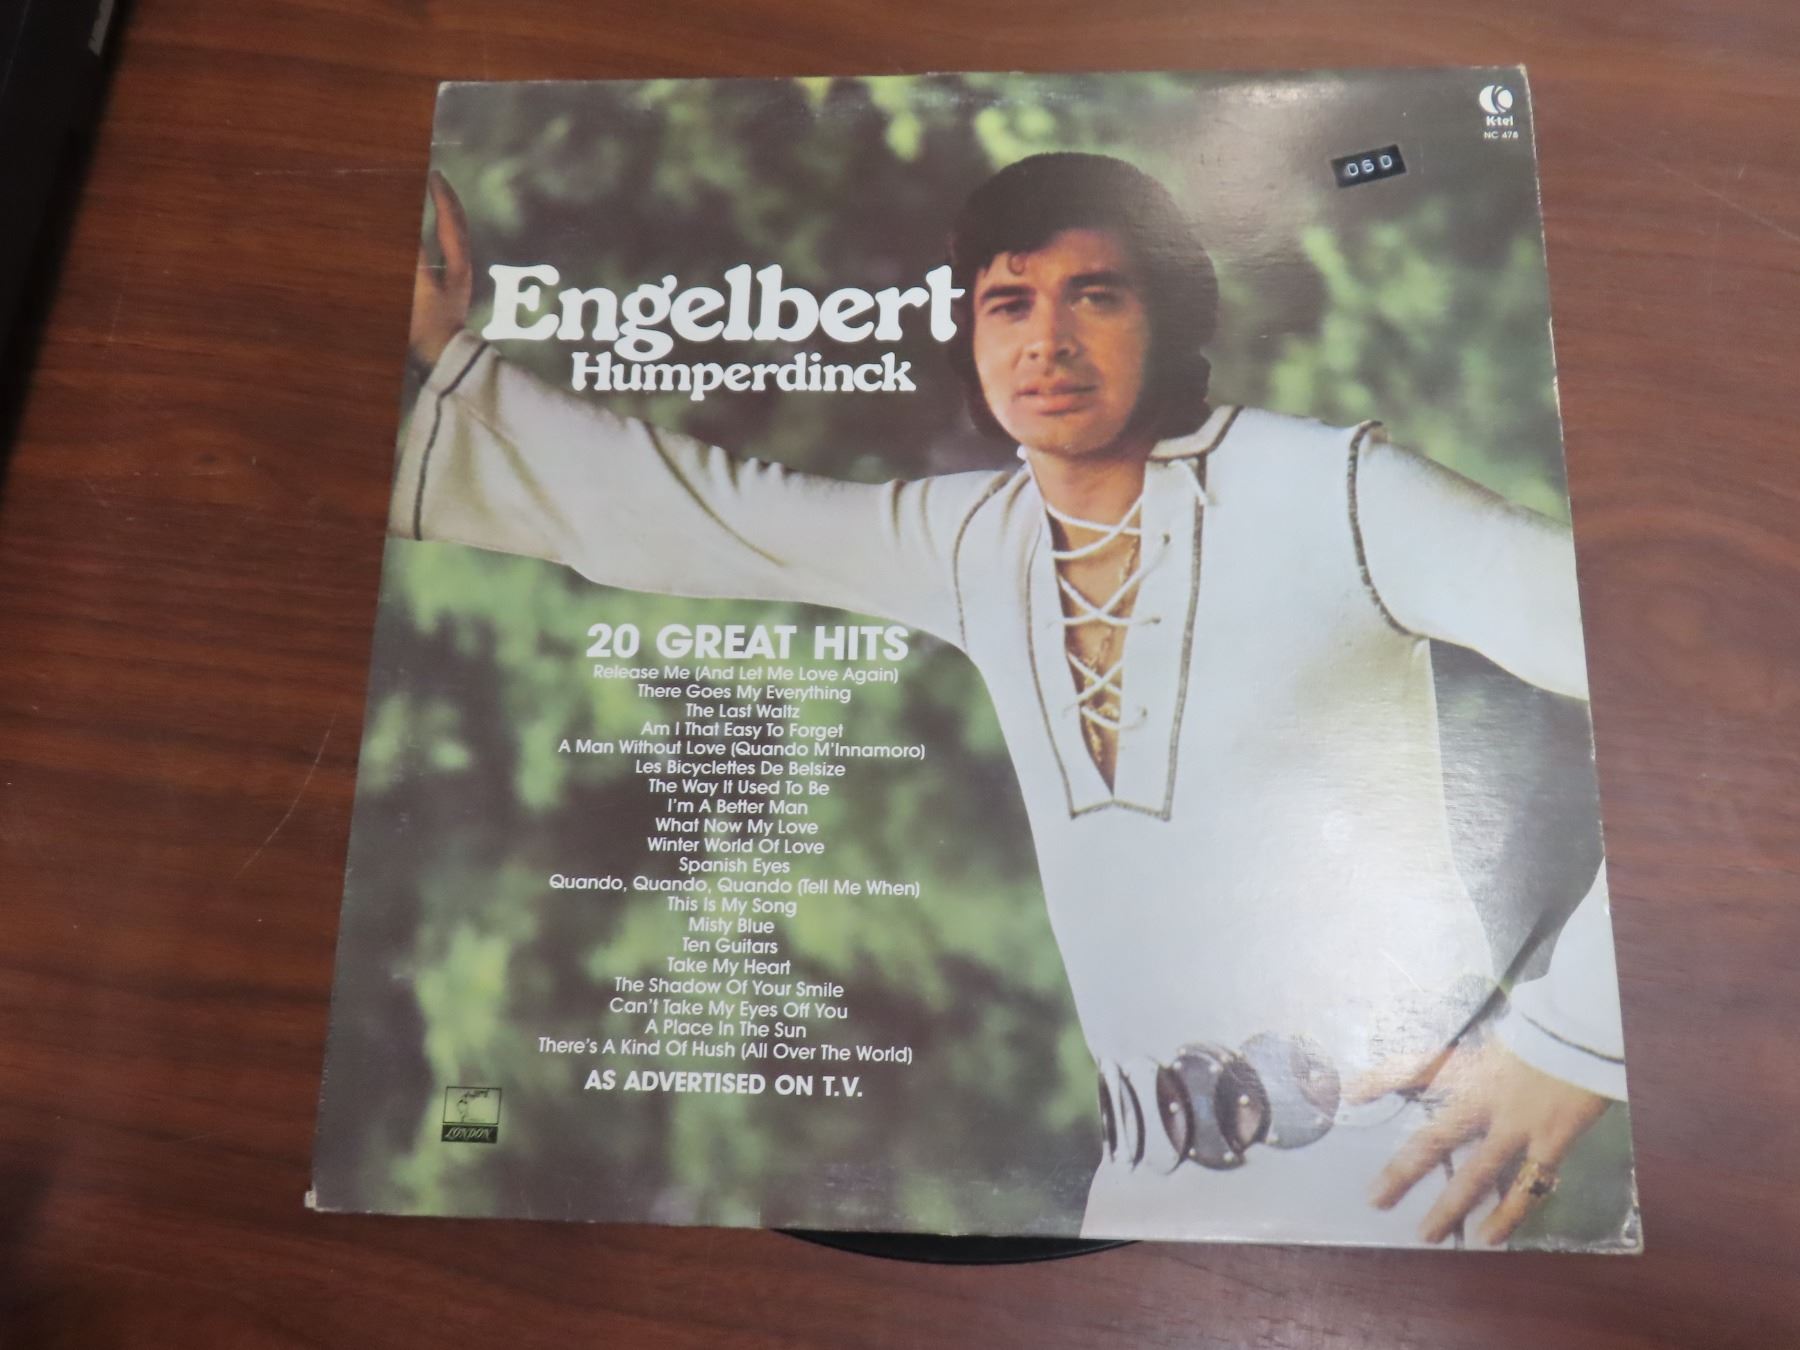 K-tel
NC 478
060
Engelbert
Humperdinck
20 GREAT HITS
Release Me (And Let Me Love Again)
There Goes My Everything
The Last Waltz
Am I That Easy To Forget
A Man Without Love (Quando M'Innamoro)
Les Bicyclettes De Belsize
The Way It Used To Be
I'm A Better Man
What Now My Love
Winter World Of Love
Spanish Eyes
Quando, Quando, Quando (Tell Me When)
This Is My Song
Misty Blue
Ten Guitars
Take My Heart
The Shadow Of Your Smile
Can't Take My Eyes Off You
A Place In The Sun
There's A Kind Of Hush (All Over The World)
AS ADVERTISED ON T.V.
LONDON